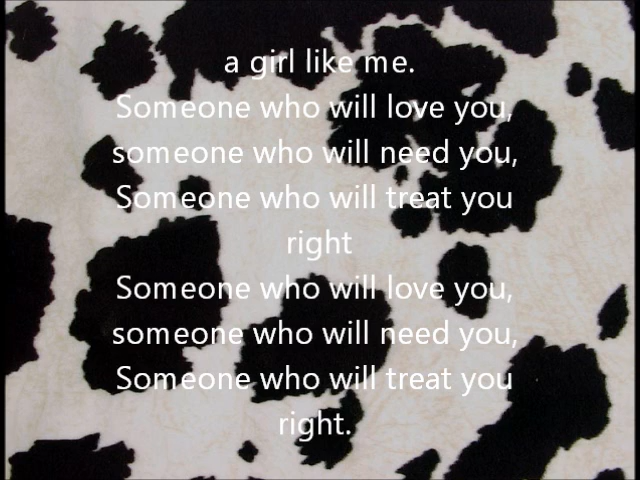 a girl like me.
Someone who will love you,
someone who will need you,
Someone who will treat you
right
Someone who will love you,
someone who will need you,
Someone who will treat you
right.